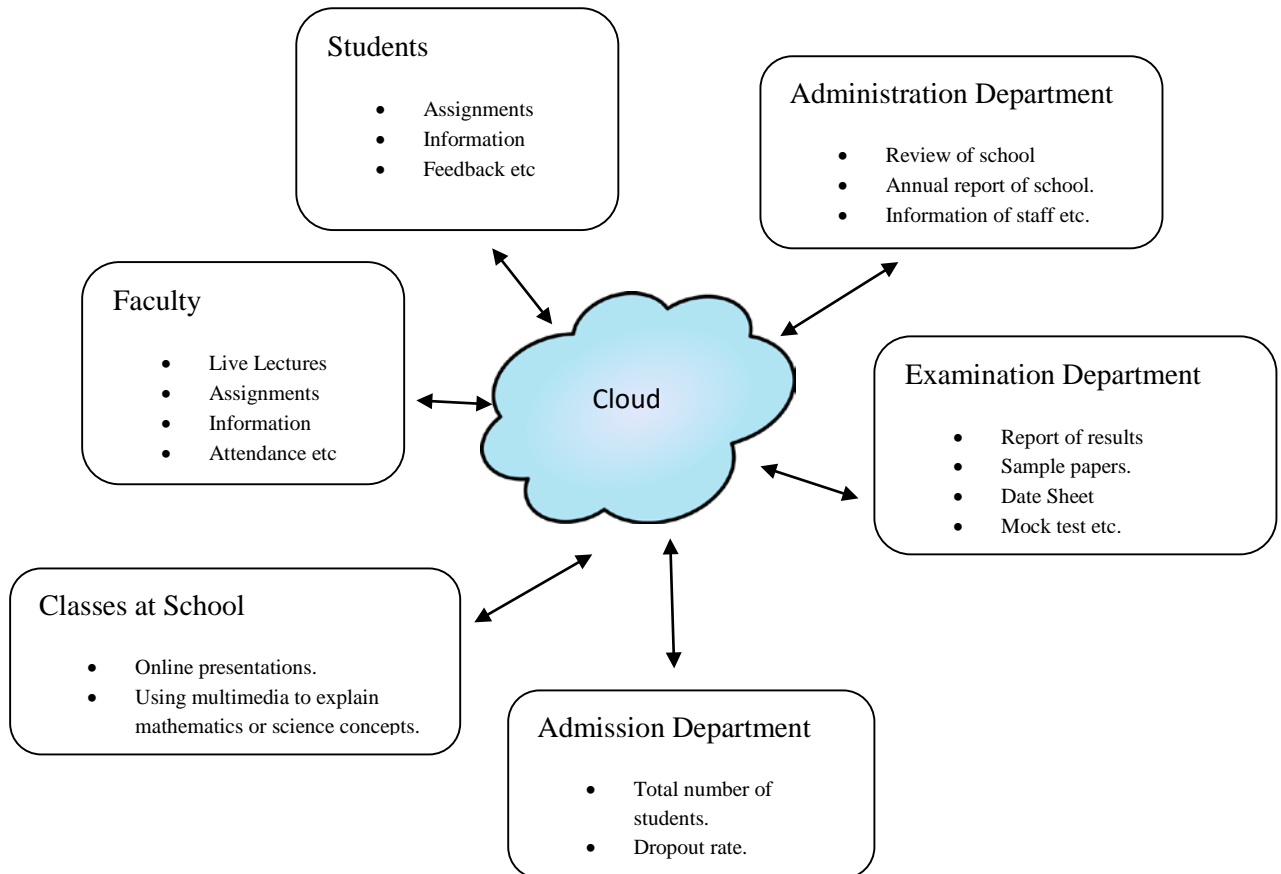 Students
• Assignments
• Information
• Feedback etc
Administration Department
• Review of school
• Annual report of school.
• Information of staff etc.
Faculty
• Live Lectures
• Assignments
• Information
• Attendance etc
Cloud
Examination Department
• Report of results
• Sample papers.
• Date Sheet
• Mock test etc.
Classes at School
• Online presentations.
• Using multimedia to explain
mathematics or science concepts.
Admission Department
• Total number of
students.
• Dropout rate.